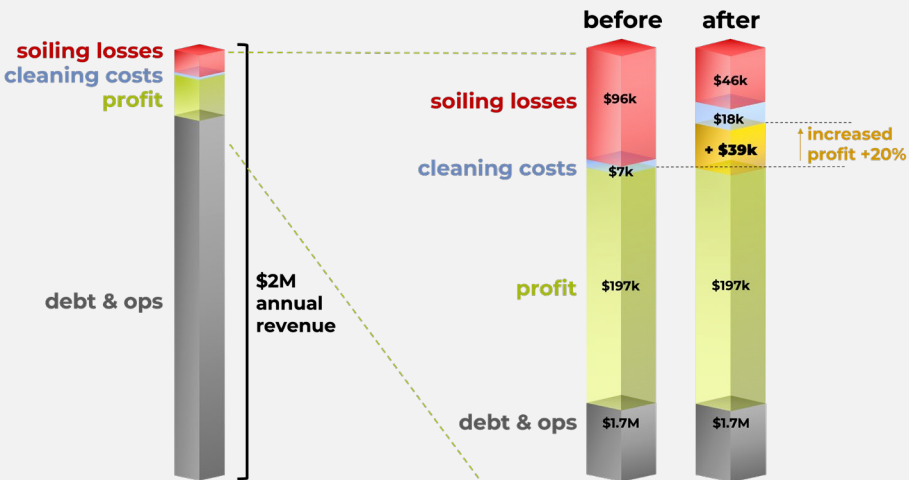 soiling losses
cleaning costs
profit
debt & ops
$2M
annual
revenue
before
after
soiling losses
cleaning costs
profit
debt & ops
$96k
$7k
$197k
$1.7M
$46k
$18k
+ $39k
$197k
$1.7M
increased
profit +20%